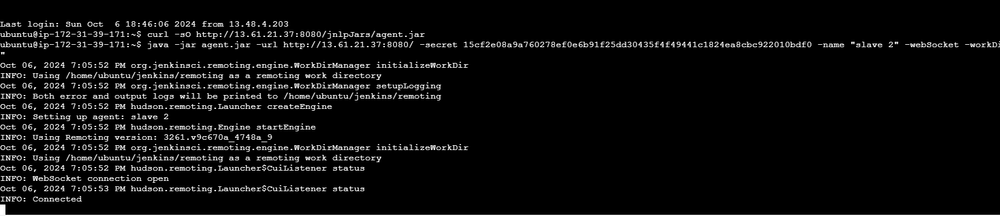 Last login: Sun Oct  6 18:46:06 2024 from 13.48.4.203
ubuntu@ip-172-31-39-171:~$ curl -sO http://13.61.21.37:8080/jnlpJars/agent.jar
ubuntu@ip-172-31-39-171:~$ java -jar agent.jar -url http://13.61.21.37:8080/ -secret 15cf2e08a9a760278ef0e6b91f25dd30435f4f49441c1824ea8cbc922010bdf0 -name "slave 2" -webSocket -workDi
"
Oct 06, 2024 7:05:52 PM org.jenkinsci.remoting.engine.WorkDirManager initializeWorkDir
INFO: Using /home/ubuntu/jenkins/remoting as a remoting work directory
Oct 06, 2024 7:05:52 PM org.jenkinsci.remoting.engine.WorkDirManager setupLogging
INFO: Both error and output logs will be printed to /home/ubuntu/jenkins/remoting
Oct 06, 2024 7:05:52 PM hudson.remoting.Launcher createEngine
INFO: Setting up agent: slave 2
Oct 06, 2024 7:05:52 PM hudson.remoting.Engine startEngine
INFO: Using Remoting version: 3261.v9c670a_4748a_9
Oct 06, 2024 7:05:52 PM org.jenkinsci.remoting.engine.WorkDirManager initializeWorkDir
INFO: Using /home/ubuntu/jenkins/remoting as a remoting work directory
Oct 06, 2024 7:05:52 PM hudson.remoting.Launcher$CuiListener status
INFO: WebSocket connection open
Oct 06, 2024 7:05:53 PM hudson.remoting.Launcher$CuiListener status
INFO: Connected